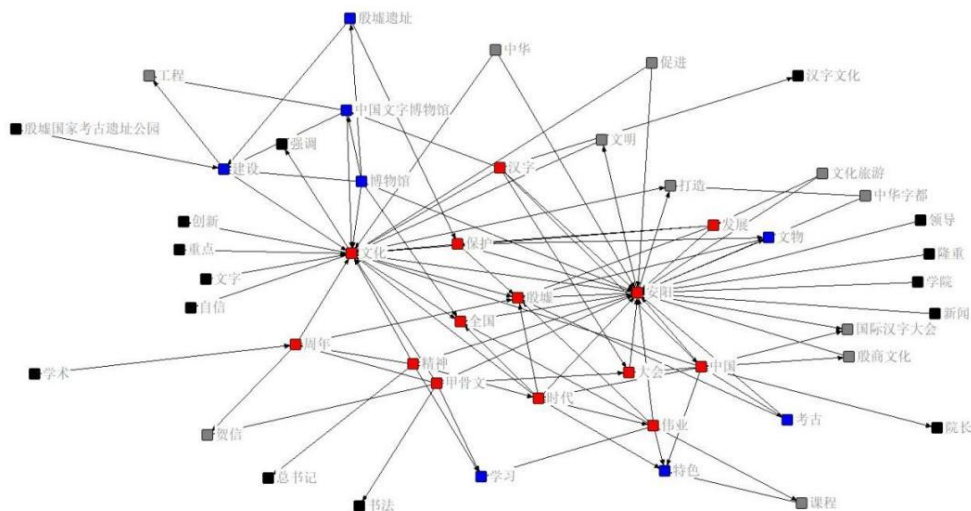 殷墟遗址
中华
促进
工程
汉字文化
中国文字博物馆
殷墟国家考古遗址公园
强调
文明
建设
博物馆
汉字
文化旅游
打造
中华字都
创新
发展
领导
文物
重点
文化
保护
隆重
文字
学院
安阳
殷墟
自信
新闻
全国
国际汉字大会
周年
殷商文化
精神
中国
学术
大会
甲骨文
时代
考古
伟业
院长
贺信
特色
总书记
学习
课程
书法